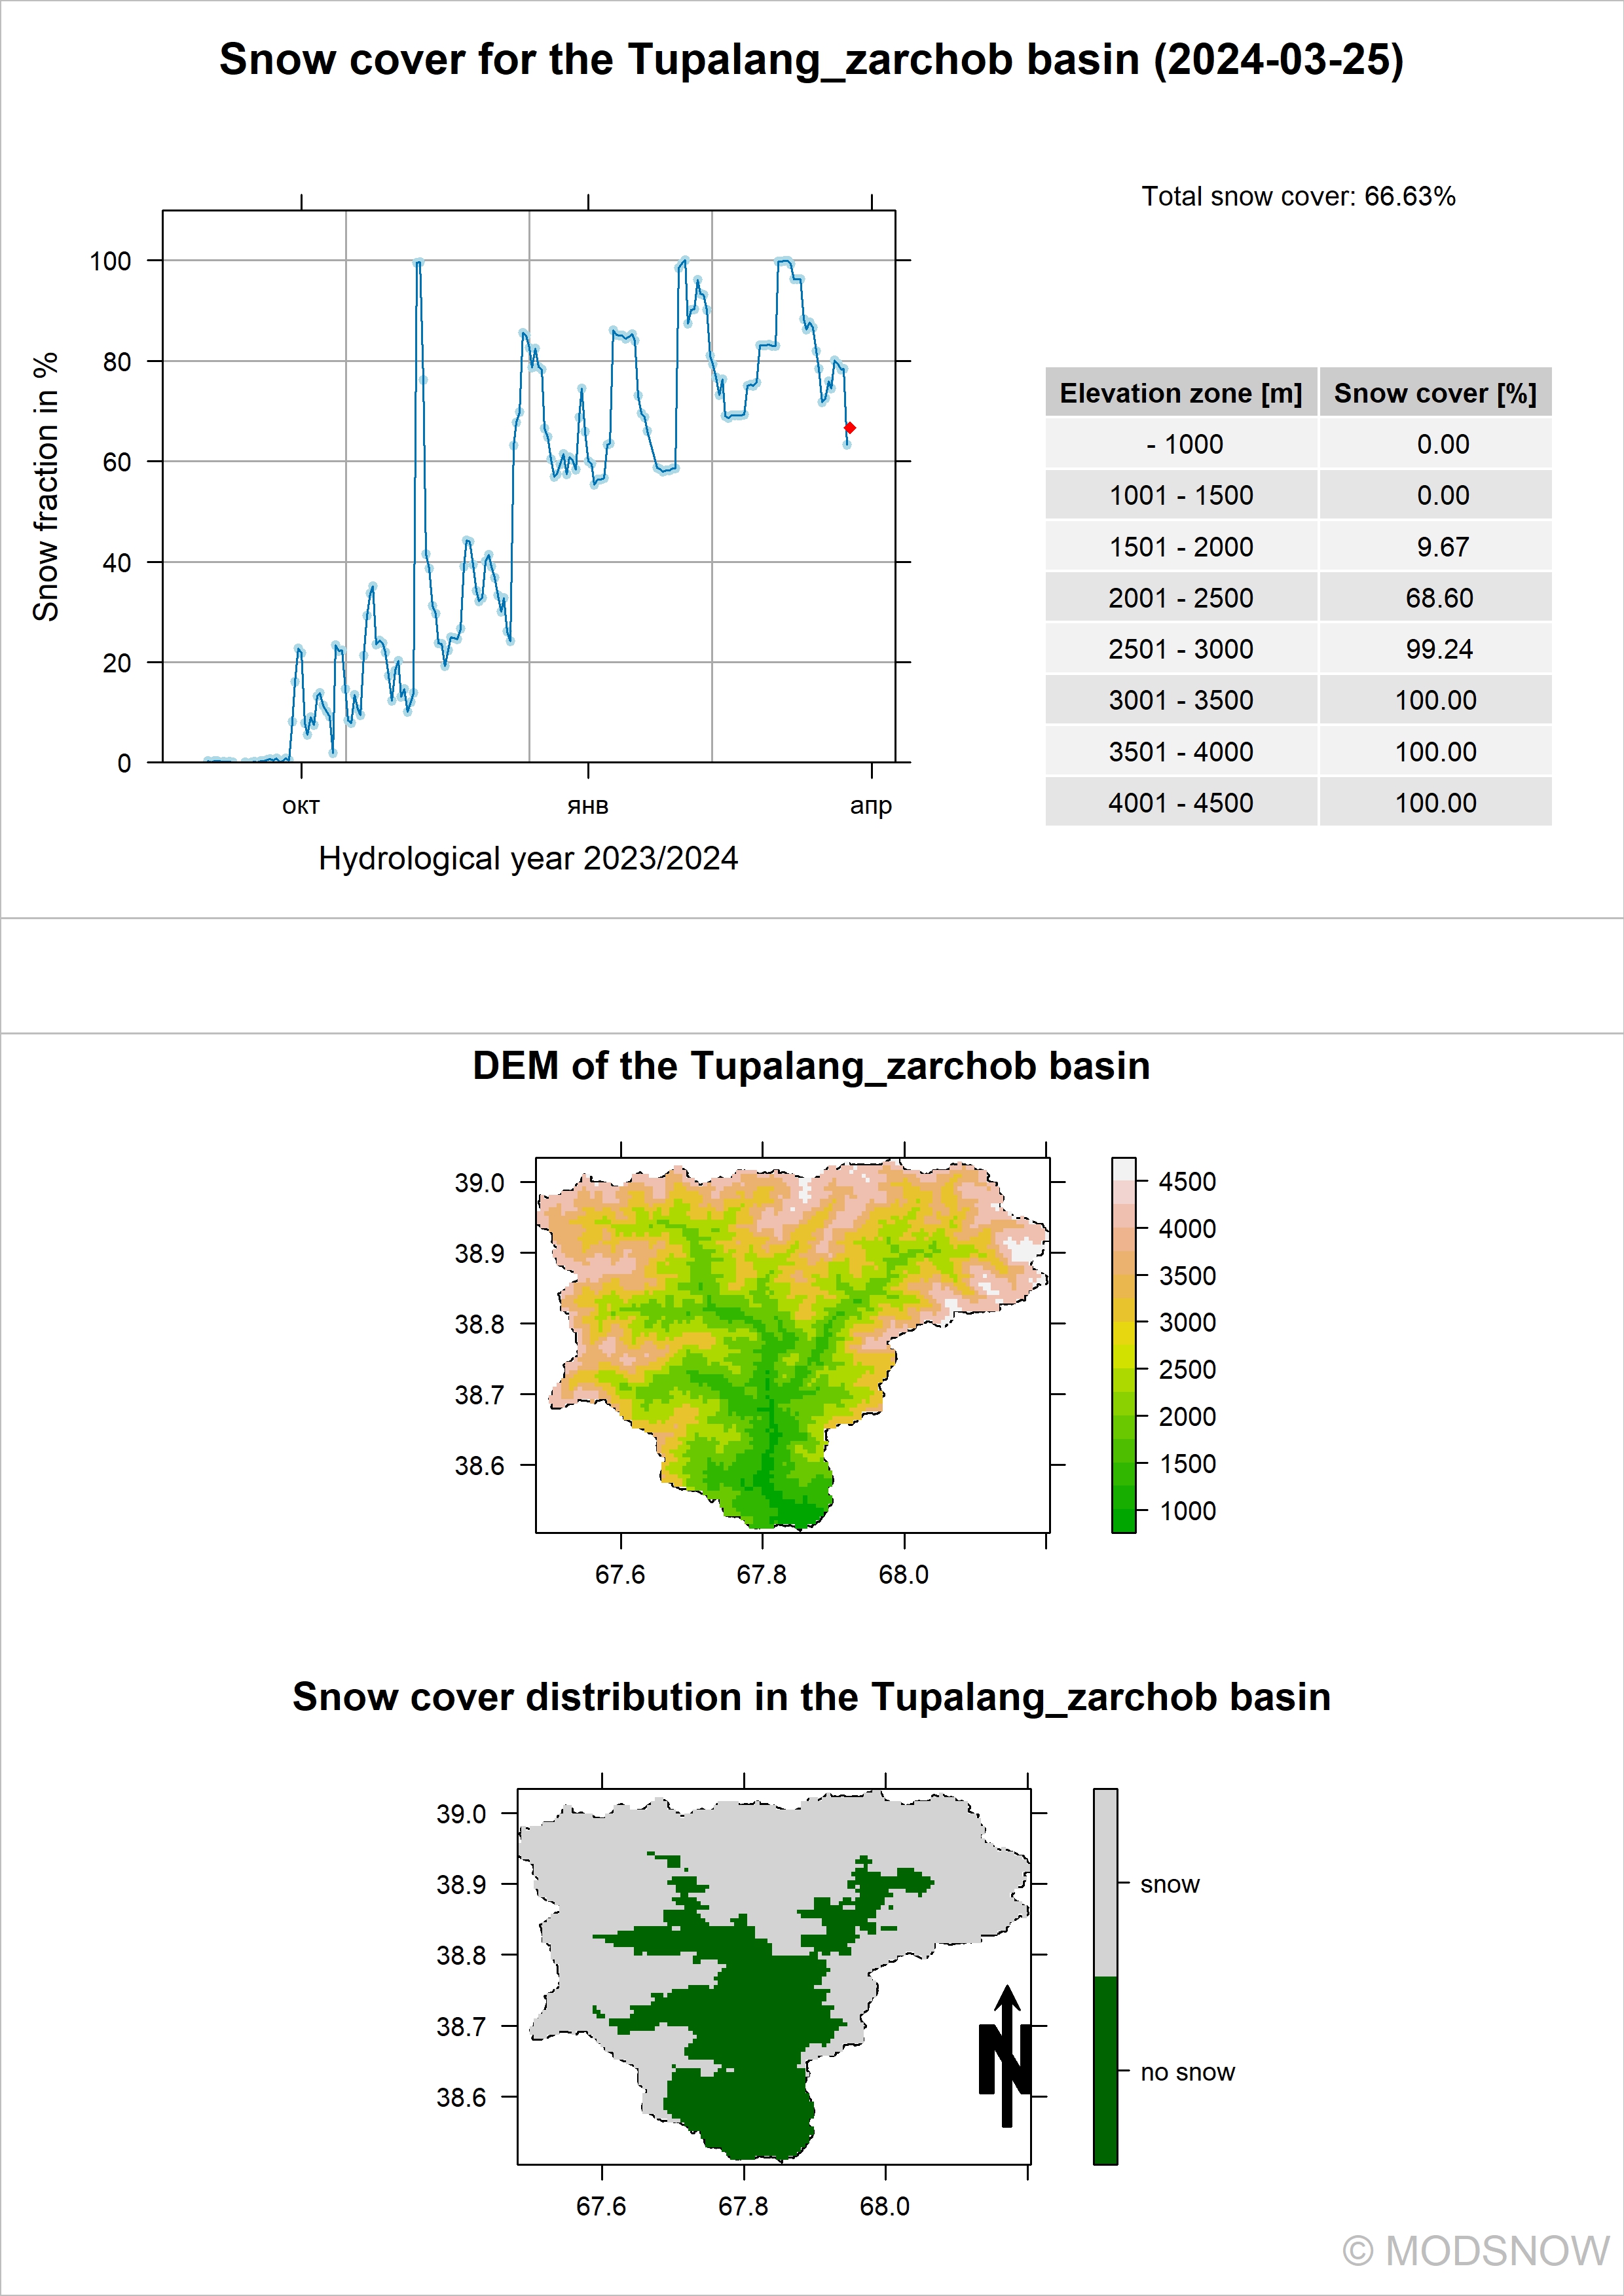 Snow cover for the Tupalang_zarchob basin (2024-03-25)
Total snow cover: 66.63%
Snow fraction in %
100
80
60
40
20
0
окт янв апр
Hydrological year 2023/2024
Elevation zone [m] Snow cover [%]
- 1000 0.00
1001 - 1500 0.00
1501 - 2000 9.67
2001 - 2500 68.60
2501 - 3000 99.24
3001 - 3500 100.00
3501 - 4000 100.00
4001 - 4500 100.00
DEM of the Tupalang_zarchob basin
39.0
38.9
38.8
38.7
38.6
67.6 67.8 68.0
4500
4000
3500
3000
2500
2000
1500
1000
Snow cover distribution in the Tupalang_zarchob basin
39.0
38.9
38.8
38.7
38.6
67.6 67.8 68.0
N
snow
no snow
© MODSNOW